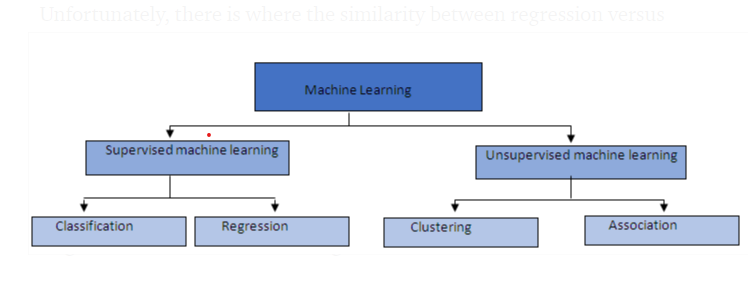 Unfortunately, there is where the similarity between regression versus
Machine Learning
Supervised machine learning
Unsupervised machine learning
Classification
Regression
Clustering
Association